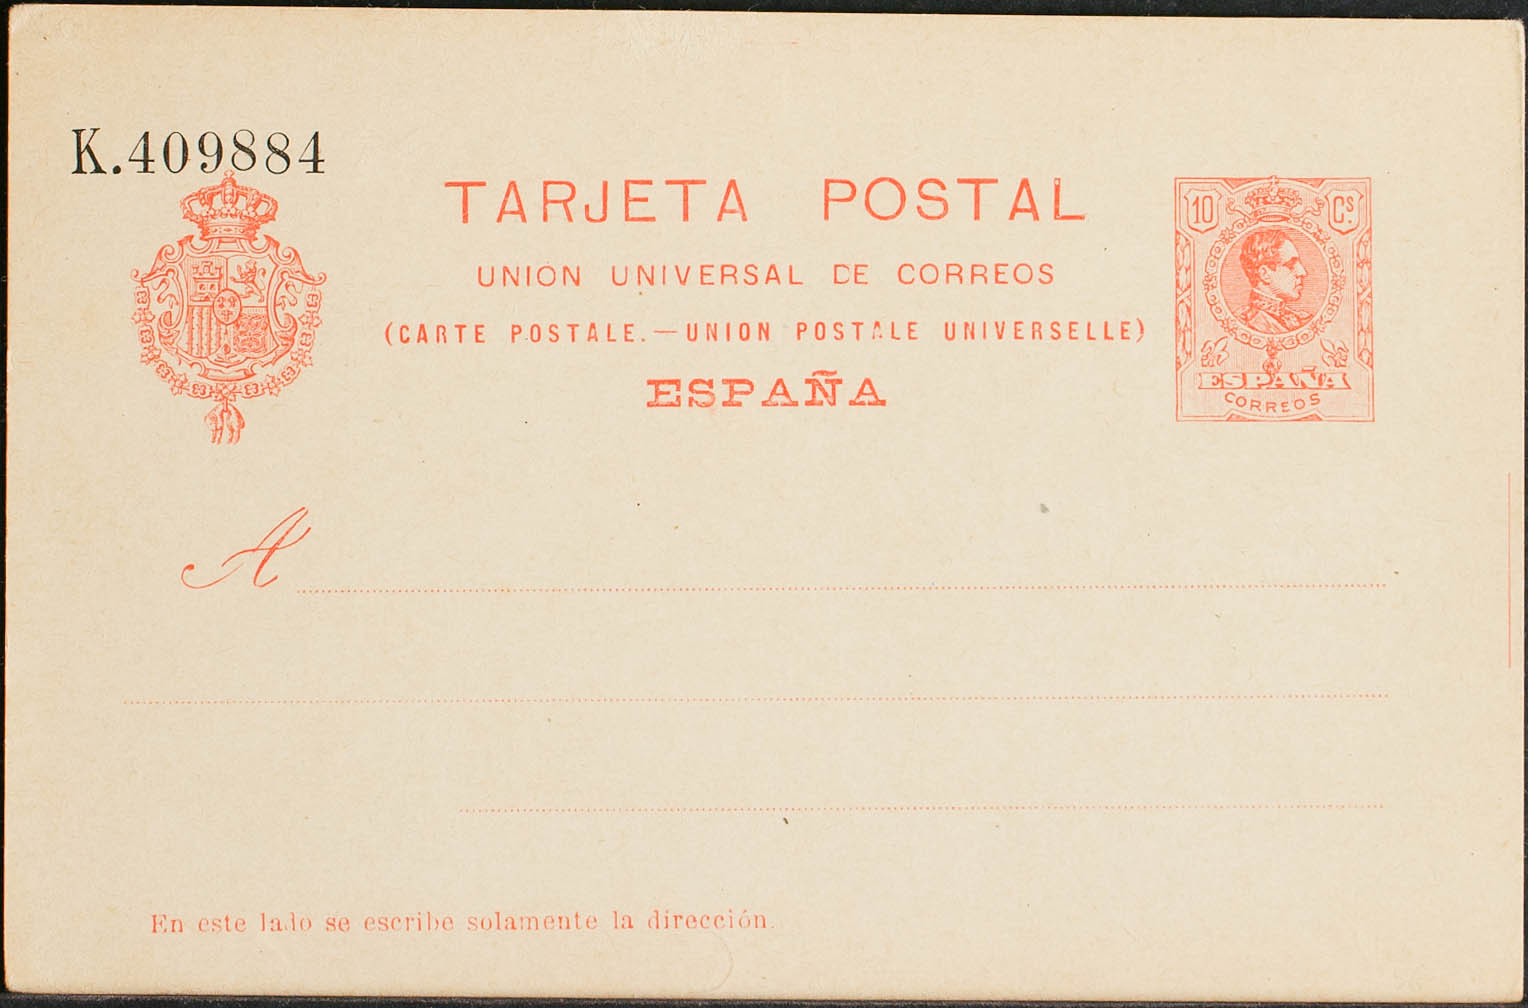 K.409884
TARJETA POSTAL
UNION UNIVERSAL DE CORREOS
(CARTE POSTALE.—UNION POSTALE UNIVERSELLE)
ESPAÑA
10 Cs.
ESPAÑA
CORREOS
A
En este lado se escribe solamente la dirección.